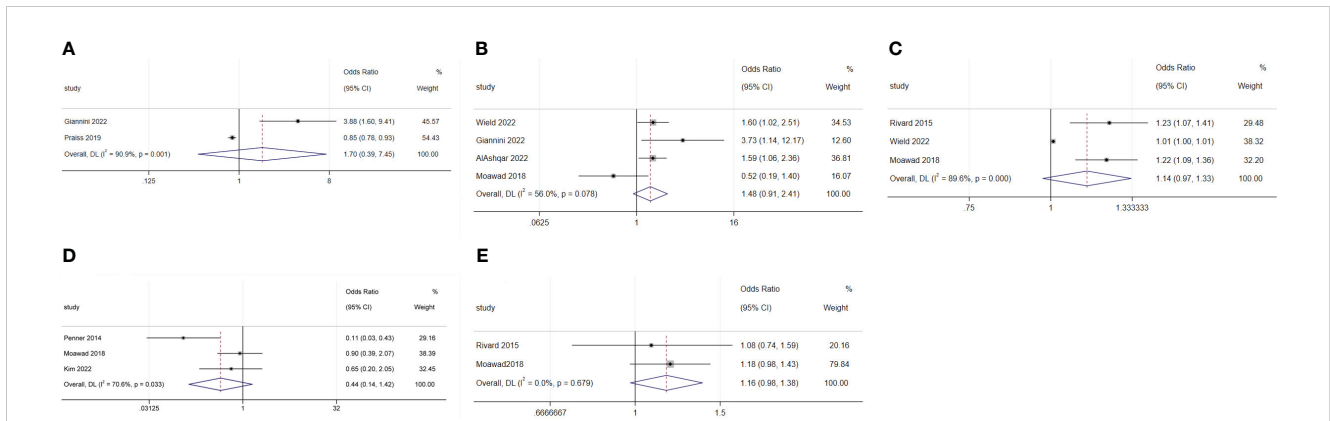 A
Odds Ratio %
study (95% CI) Weight
Giannini 2022 3.88 (1.60, 9.41) 45.57
Praiss 2019 0.85 (0.78, 0.93) 54.43
Overall, DL (I² = 90.9%, p = 0.001) 1.70 (0.39, 7.45) 100.00
.125 1 8
B
Odds Ratio %
study (95% CI) Weight
Wield 2022 1.60 (1.02, 2.51) 34.53
Giannini 2022 3.73 (1.14, 12.17) 12.60
AlAshqar 2022 1.59 (1.06, 2.36) 36.81
Moawad 2018 0.52 (0.19, 1.40) 16.07
Overall, DL (I² = 56.0%, p = 0.078) 1.48 (0.91, 2.41) 100.00
.0625 1 16
C
Odds Ratio %
study (95% CI) Weight
Rivard 2015 1.23 (1.07, 1.41) 29.48
Wield 2022 1.01 (1.00, 1.01) 38.32
Moawad 2018 1.22 (1.09, 1.36) 32.20
Overall, DL (I² = 89.6%, p = 0.000) 1.14 (0.97, 1.33) 100.00
.75 1 1.333333
D
Odds Ratio %
study (95% CI) Weight
Penner 2014 0.11 (0.03, 0.43) 29.16
Moawad 2018 0.90 (0.39, 2.07) 38.39
Kim 2022 0.65 (0.20, 2.05) 32.45
Overall, DL (I² = 70.6%, p = 0.033) 0.44 (0.14, 1.42) 100.00
.03125 1 32
E
Odds Ratio %
study (95% CI) Weight
Rivard 2015 1.08 (0.74, 1.59) 20.16
Moawad2018 1.18 (0.98, 1.43) 79.84
Overall, DL (I² = 0.0%, p = 0.679) 1.16 (0.98, 1.38) 100.00
.6666667 1 1.5